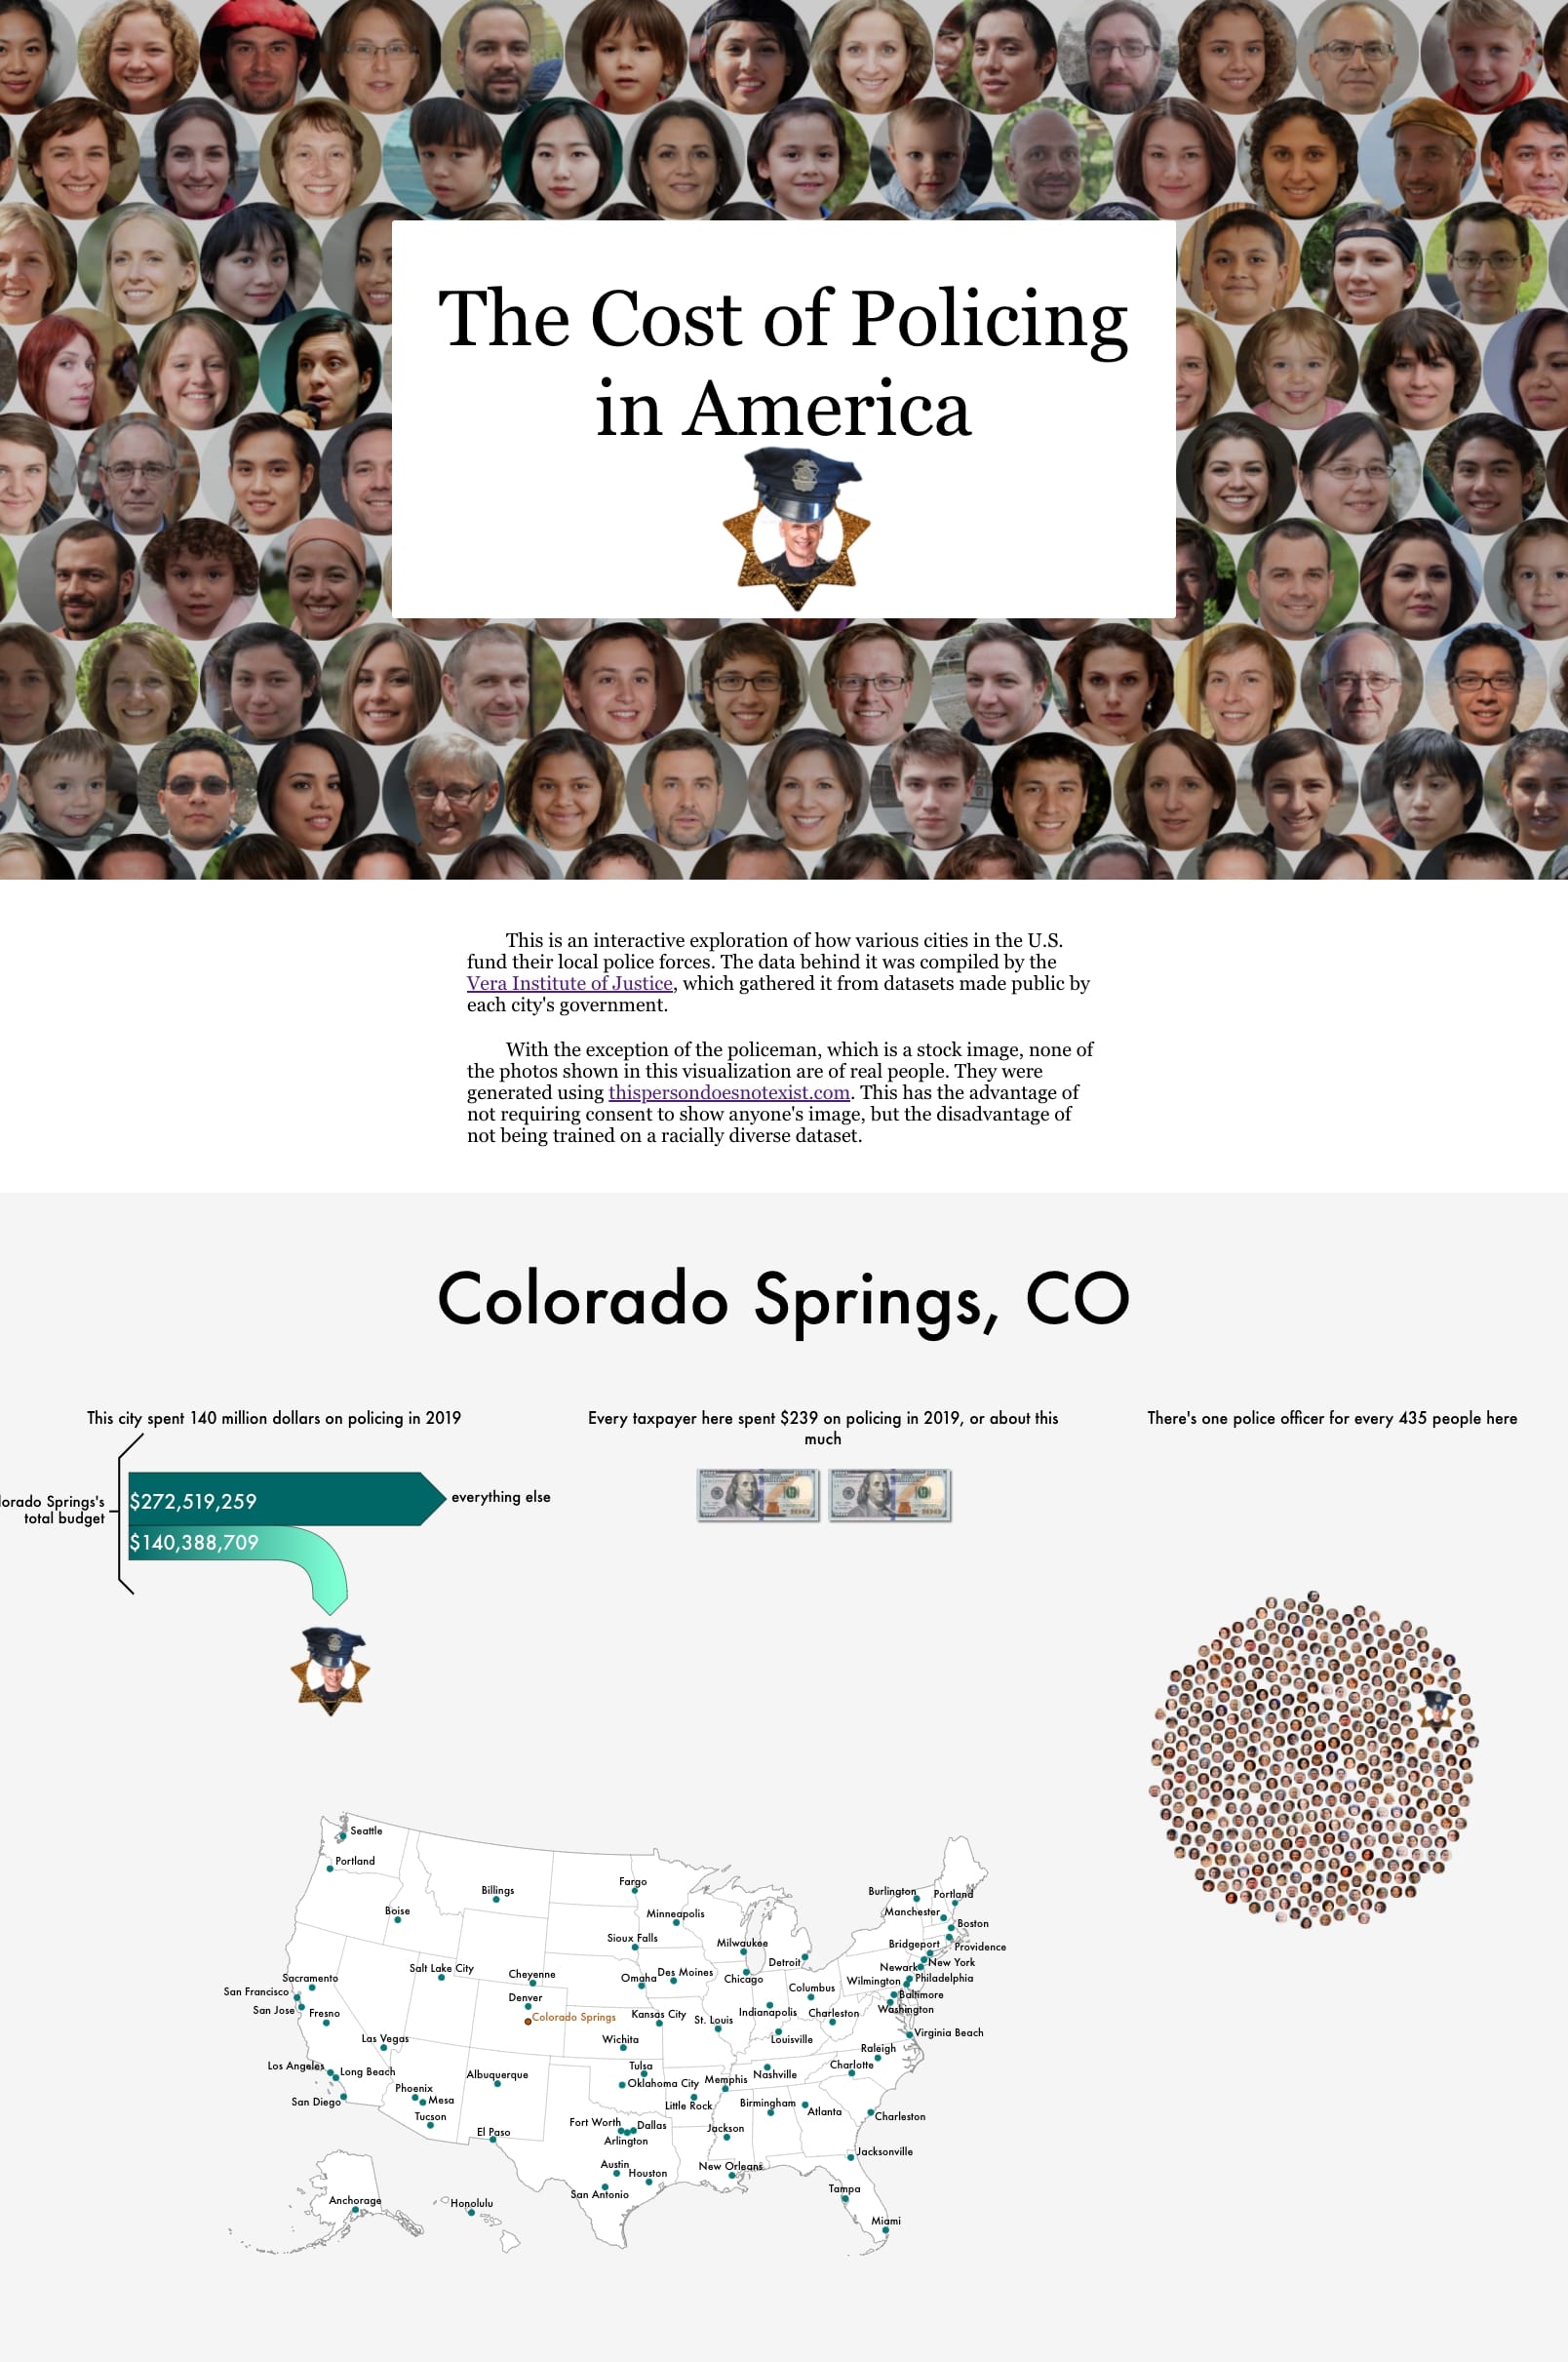 The Cost of Policing
in America
This is an interactive exploration of how various cities in the U.S.
fund their local police forces. The data behind it was compiled by the
Vera Institute of Justice, which gathered it from datasets made public by
each city's government.
With the exception of the policeman, which is a stock image, none of
the photos shown in this visualization are of real people. They were
generated using thispersondoesnotexist.com. This has the advantage of
not requiring consent to show anyone's image, but the disadvantage of
not being trained on a racially diverse dataset.
Colorado Springs, CO
This city spent 140 million dollars on policing in 2019
lorado Springs's
total budget
$272,519,259
everything else
$140,388,709
Every taxpayer here spent $239 on policing in 2019, or about this
much
There's one police officer for every 435 people here
Seattle
Portland
Billings
Fargo
Burlington
Portland
Boise
Minneapolis
Manchester
Boston
Sioux Falls
Milwaukee
Bridgeport
Providence
Detroit
New York
Newark
Salt Lake City
Cheyenne
Omaha
Des Moines
Chicago
Wilmington
Philadelphia
Sacramento
Columbus
San Francisco
Denver
Baltimore
San Jose
Fresno
Colorado Springs
Kansas City
St. Louis
Indianapolis
Charleston
Washington
Las Vegas
Wichita
Louisville
Virginia Beach
Raleigh
Los Angeles
Long Beach
Albuquerque
Tulsa
Oklahoma City
Memphis
Nashville
Charlotte
San Diego
Phoenix
Mesa
Little Rock
Birmingham
Atlanta
Charleston
Tucson
El Paso
Fort Worth
Dallas
Arlington
Jackson
Jacksonville
Austin
Houston
New Orleans
San Antonio
Tampa
Anchorage
Honolulu
Miami